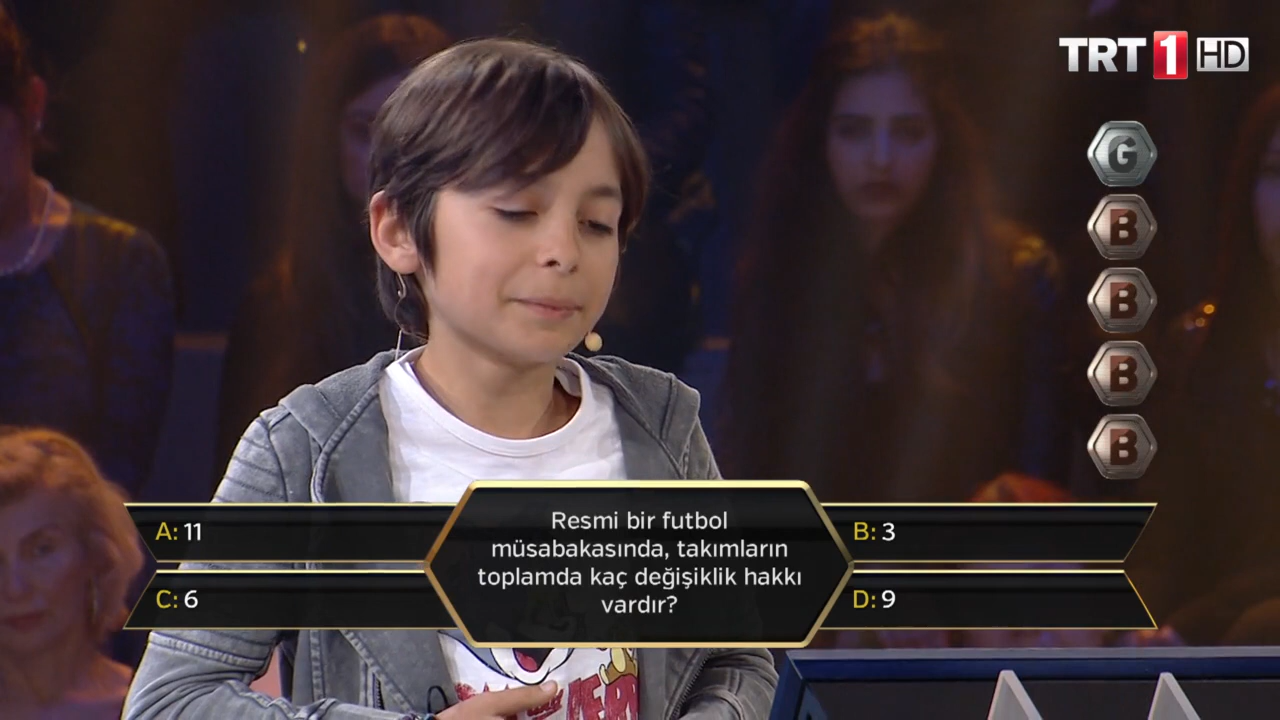 TRT 1 HD
G
B
B
B
B
A: 11
B: 3
Resmi bir futbol
müsabakasında, takımların
toplamda kaç değişiklik hakkı
vardır?
C: 6
D: 9